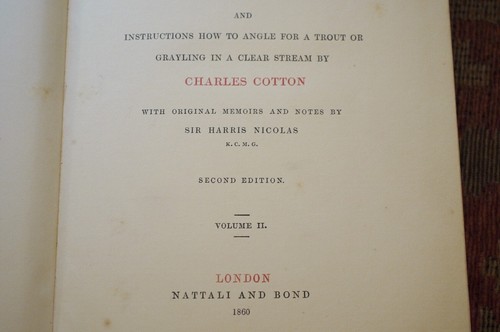 AND
INSTRUCTIONS HOW TO ANGLE FOR A TROUT OR
GRAYLING IN A CLEAR STREAM BY
CHARLES COTTON
WITH ORIGINAL MEMOIRS AND NOTES BY
SIR HARRIS NICOLAS
K. C. M. G.
SECOND EDITION.
VOLUME II.
LONDON
NATTALI AND BOND
1860